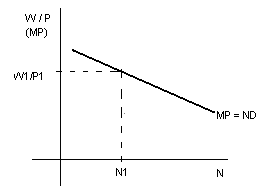 W / P
(MP)
W1/P1
MP = ND
N1
N